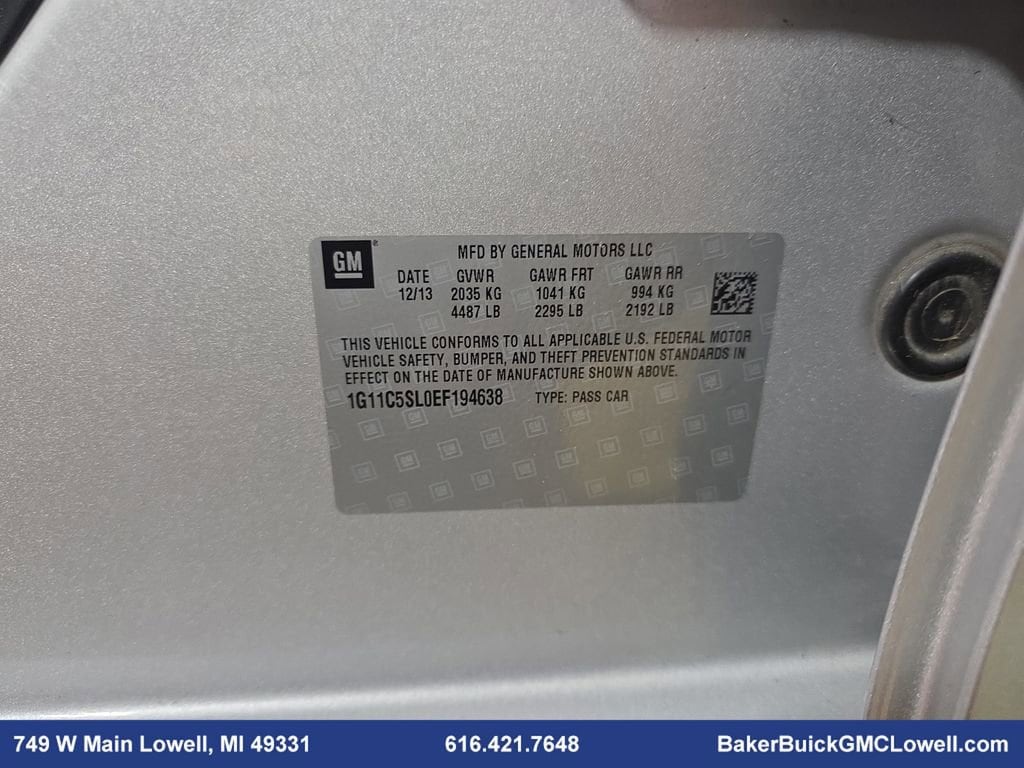 GM
MFD BY GENERAL MOTORS LLC
DATE GVWR GAWR FRT GAWR RR
12/13 2035 KG 1041 KG 994 KG
4487 LB 2295 LB 2192 LB
THIS VEHICLE CONFORMS TO ALL APPLICABLE U.S. FEDERAL MOTOR
VEHICLE SAFETY, BUMPER, AND THEFT PREVENTION STANDARDS IN
EFFECT ON THE DATE OF MANUFACTURE SHOWN ABOVE.
1G11C5SL0EF194638 TYPE: PASS CAR
749 W Main Lowell, MI 49331 616.421.7648 BakerBuickGMCLowell.com